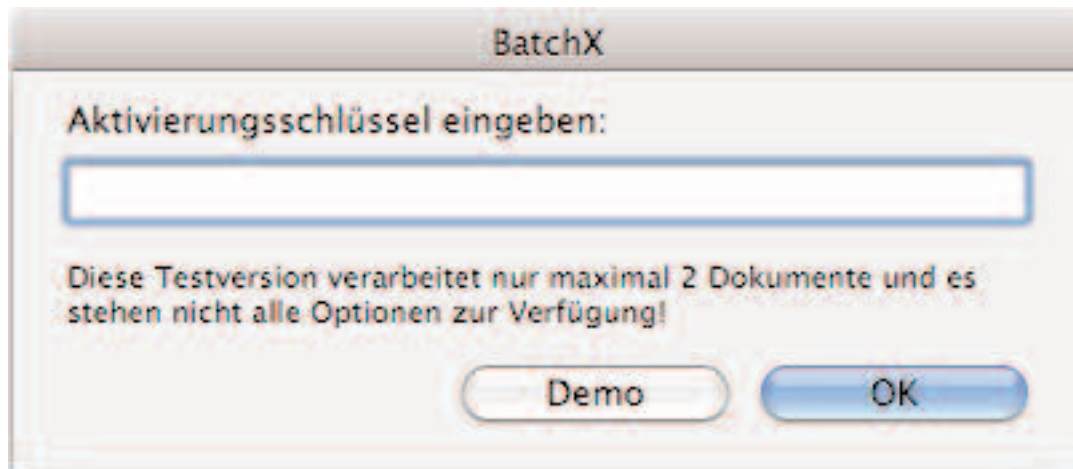 BatchX
Aktivierungsschlüssel eingeben:
Diese Testversion verarbeitet nur maximal 2 Dokumente und es
stehen nicht alle Optionen zur Verfügung!
Demo OK